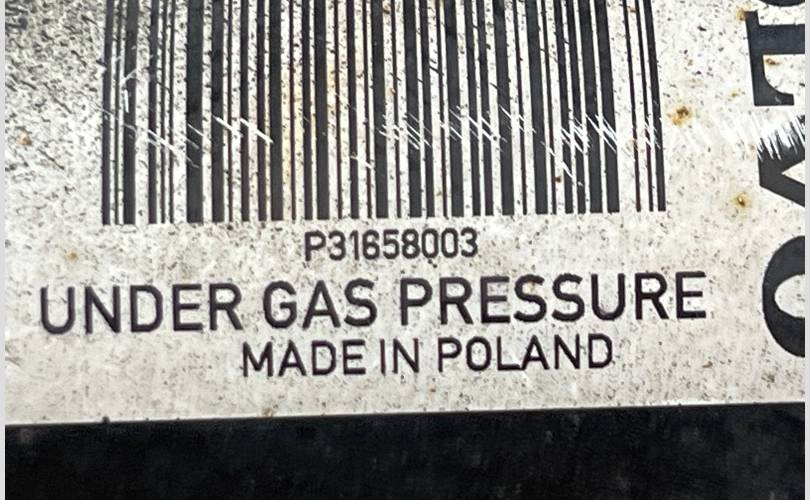 P31658003
UNDER GAS PRESSURE
MADE IN POLAND